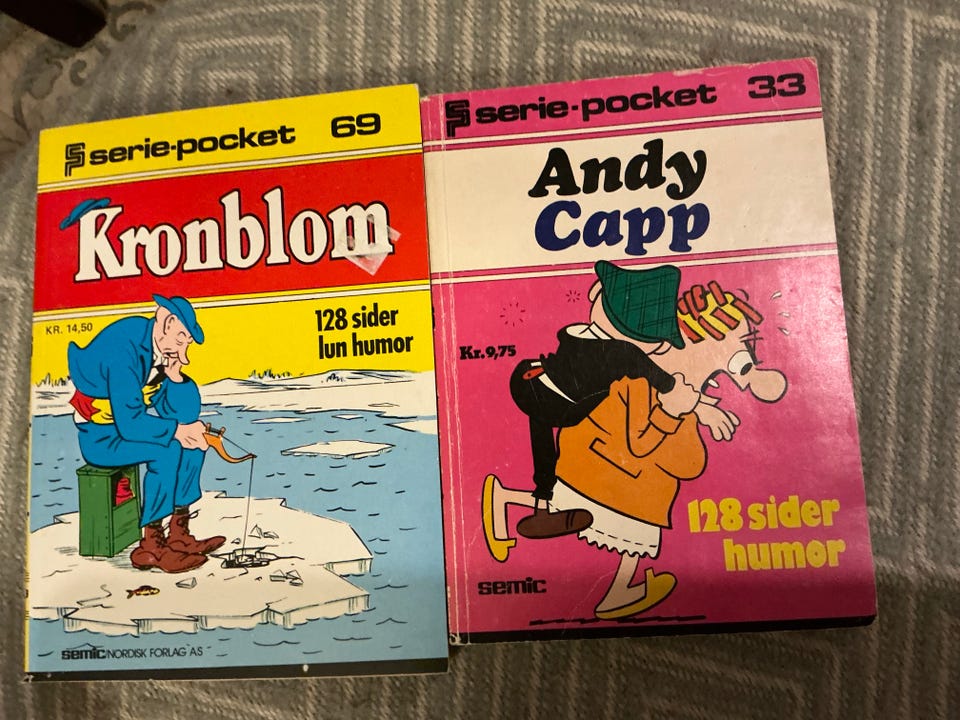 serie-pocket 69
Kronblom
KR. 14,50
128 sider
lun humor
semic/NORDISK FORLAG A.S
serie-pocket 33
Andy
Capp
Kr. 9,75
128 sider
humor
semic